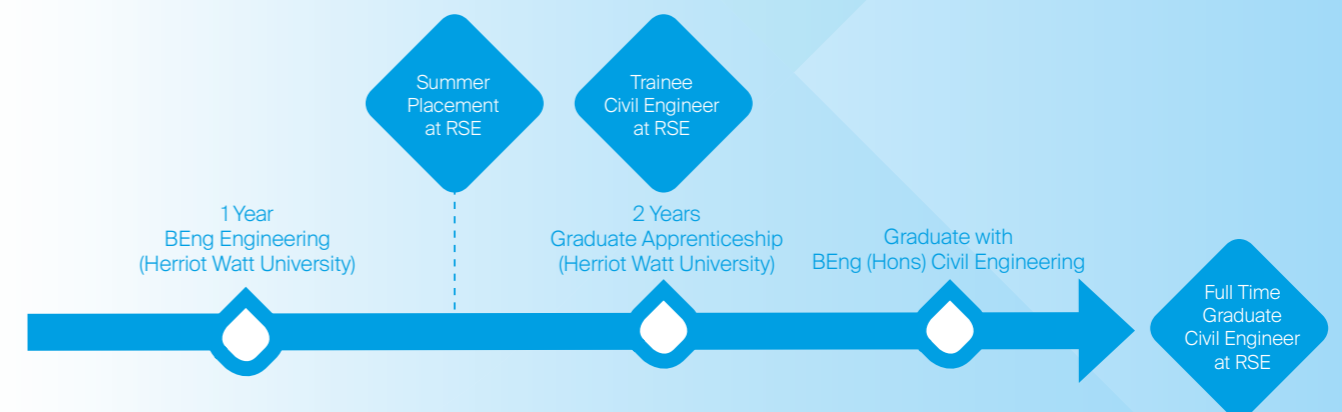 Summer
Placement
at RSE
Trainee
Civil Engineer
at RSE
1 Year
BEng Engineering
(Herriot Watt University)
2 Years
Graduate Apprenticeship
(Herriot Watt University)
Graduate with
BEng (Hons) Civil Engineering
Full Time
Graduate
Civil Engineer
at RSE